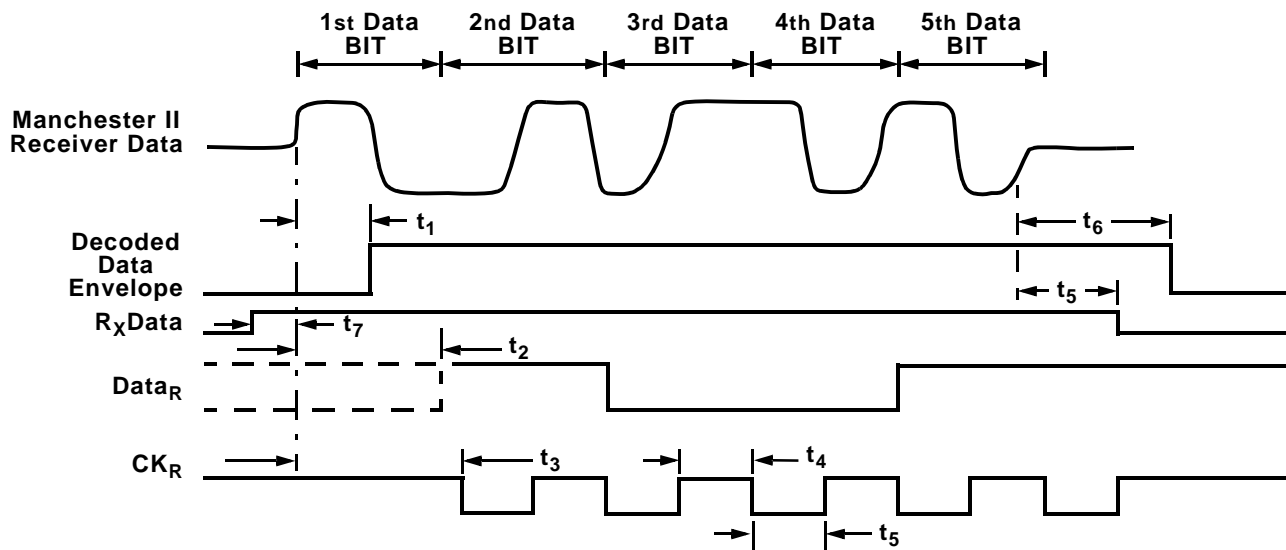 1st Data BIT
2nd Data BIT
3rd Data BIT
4th Data BIT
5th Data BIT
Manchester II
Receiver Data
t1
t6
Decoded
Data
Envelope
t5
RXData
t7
t2
DataR
CKR
t3
t4
t5